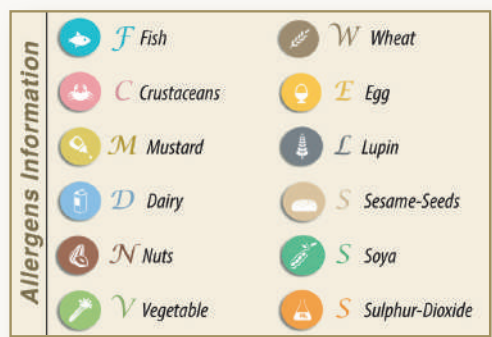 Allergens Information
F Fish
C Crustaceans
M Mustard
D Dairy
N Nuts
V Vegetable
W Wheat
E Egg
L Lupin
S Sesame-Seeds
S Soya
S Sulphur-Dioxide